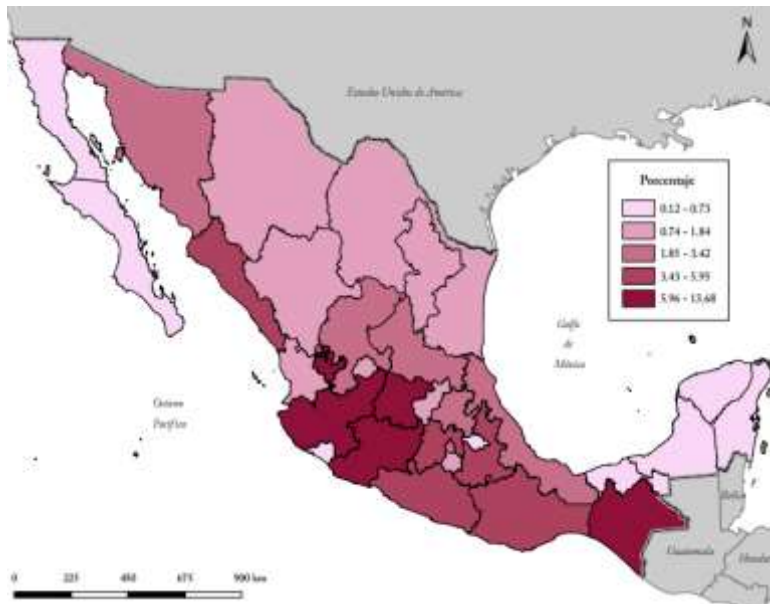 N
Estados Unidos de América
Porcentaje
0.12 - 0.73
0.74 - 1.84
1.85 - 3.42
3.43 - 5.95
5.96 - 13.68
Golfo
de
México
Océano
Pacífico
Belice
Guatemala
0 225 450 675 900 km